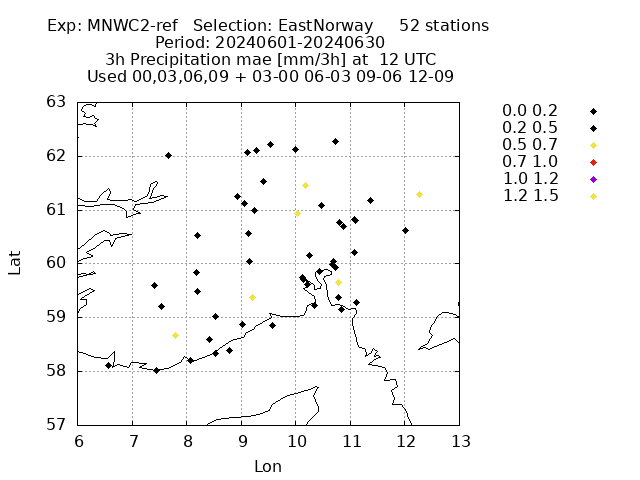 Exp: MNWC2-ref   Selection: EastNorway     52 stations
Period: 20240601-20240630
3h Precipitation mae [mm/3h] at  12 UTC
Used 00,03,06,09 + 03-00 06-03 09-06 12-09
63
62
61
60
59
58
57
Lat
6 7 8 9 10 11 12 13
Lon
0.0 0.2
0.2 0.5
0.5 0.7
0.7 1.0
1.0 1.2
1.2 1.5